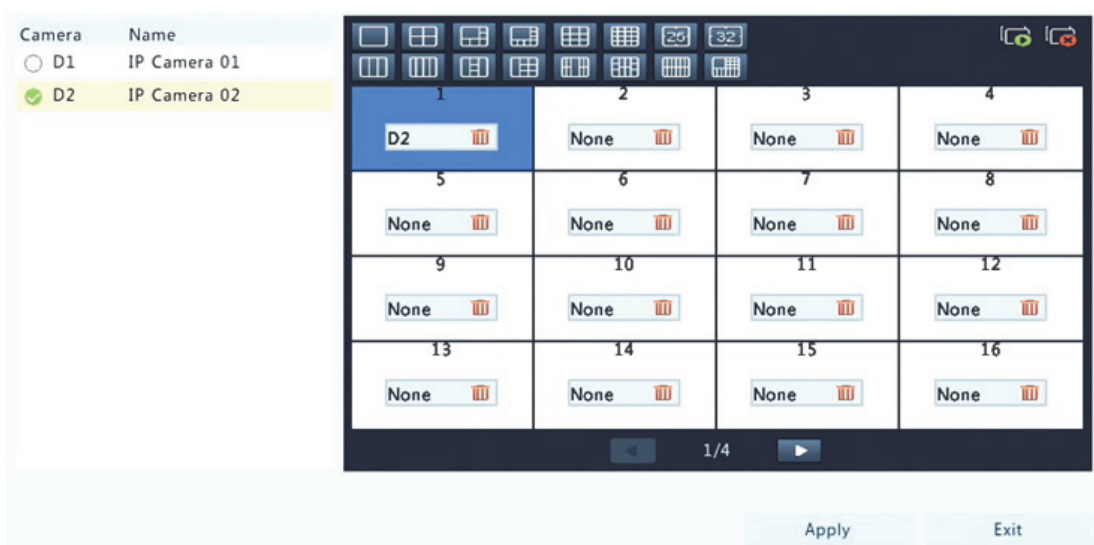 Camera Name
D1 IP Camera 01
D2 IP Camera 02
26 32
1 2 3 4
D2 None None None
5 6 7 8
None None None None
9 10 11 12
None None None None
13 14 15 16
None None None None
1/4
Apply Exit